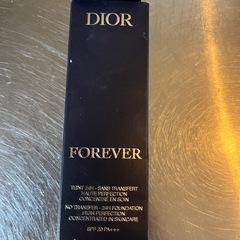 DIOR
FOREVER
TEINT 24H - SANS TRANSFERT
HAUTE PERFECTION
CONCENTRÉ EN SOIN
NO TRANSFER - 24H FOUNDATION
HIGH PERFECTION
CONCENTRATED IN SKINCARE
SPF 20 PA+++